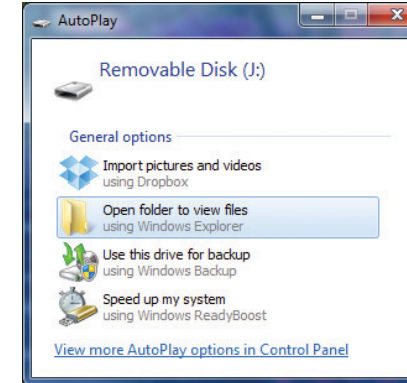 AutoPlay
Removable Disk (J:)
General options
Import pictures and videos
using Dropbox
Open folder to view files
using Windows Explorer
Use this drive for backup
using Windows Backup
Speed up my system
using Windows ReadyBoost
View more AutoPlay options in Control Panel